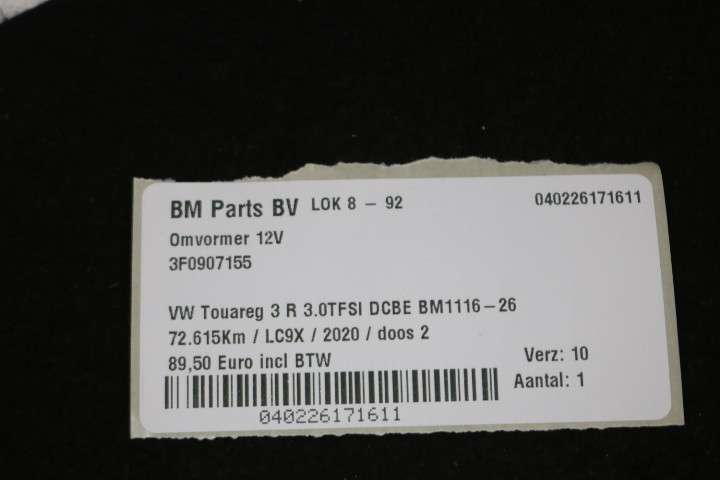 BM Parts BV LOK 8 - 92 040226171611
Omvormer 12V
3F0907155
VW Touareg 3 R 3.0TFSI DCBE BM1116-26
72.615Km / LC9X / 2020 / doos 2
89,50 Euro incl BTW
Verz: 10
Aantal: 1
040226171611